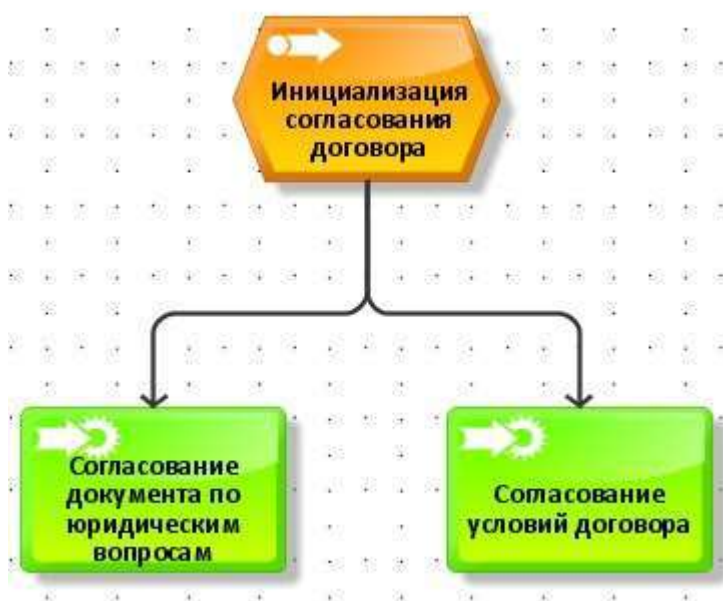 Инициализация
согласования
договора
Согласование
документа по
юридическим
вопросам
Согласование
условий договора